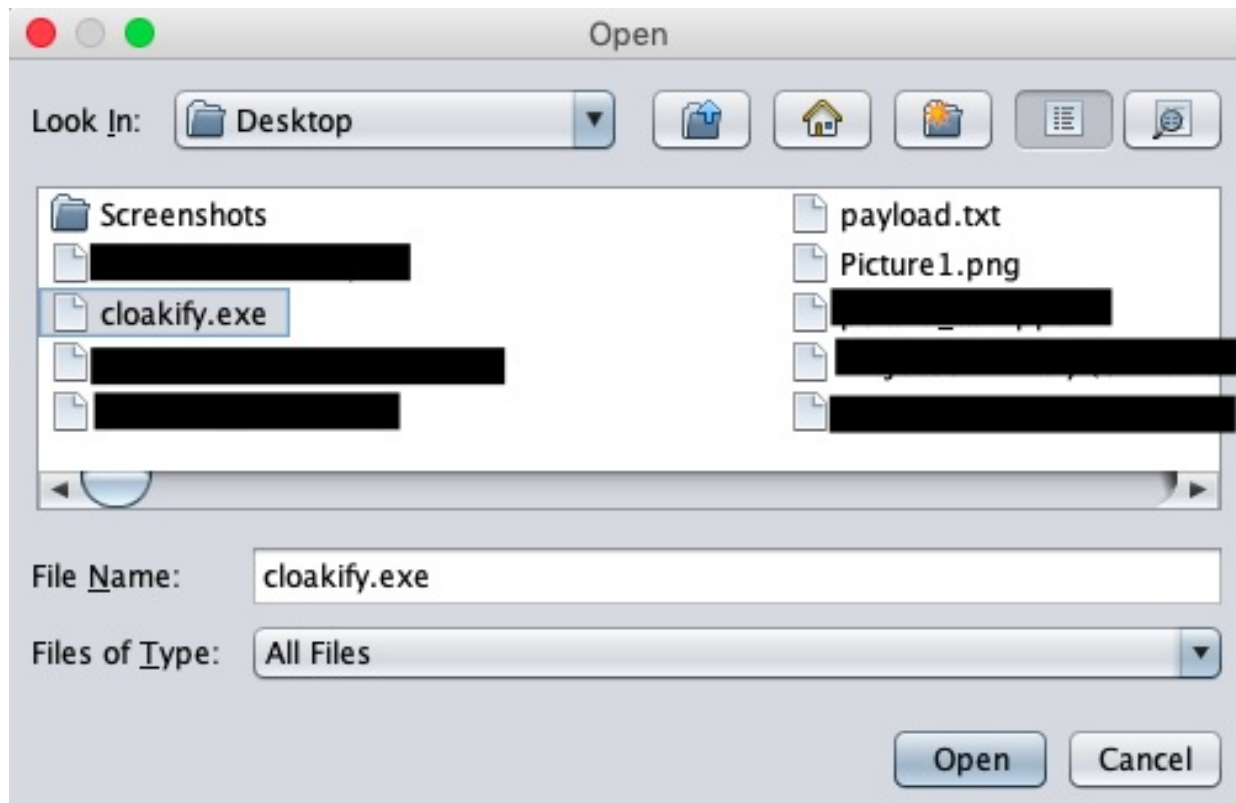 Open
Look In: Desktop
Screenshots
cloakify.exe
payload.txt
Picture1.png
File Name: cloakify.exe
Files of Type: All Files
Open Cancel